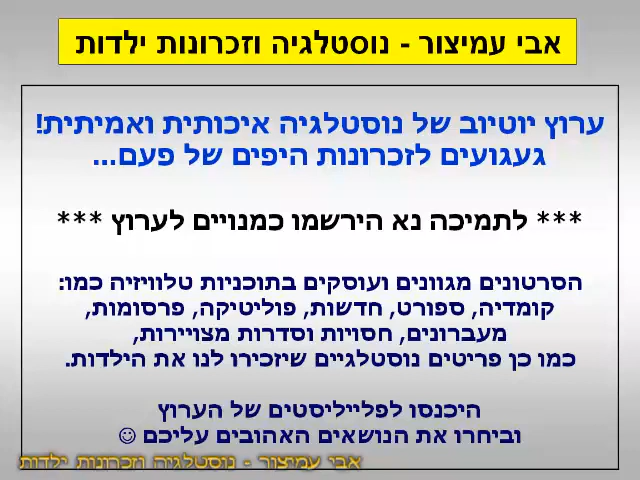 אבי עמיצור - נוסטלגיה וזכרונות ילדות
ערוץ יוטיוב של נוסטלגיה איכותית ואמיתית!
געגועים לזכרונות היפים של פעם...
*** לתמיכה נא הירשמו כמנויים לערוץ ***
הסרטונים מגוונים ועוסקים בתוכניות טלוויזיה כמו:
קומדיה, ספורט, חדשות, פוליטיקה, פרסומות,
מעברונים, חסויות וסדרות מצויירות,
כמו כן פריטים נוסטלגיים שיזכירו לנו את הילדות.
היכנסו לפלייליסטים של הערוץ
וביחרו את הנושאים האהובים עליכם ☺
אבי עמיצור - נוסטלגיה וזכרונות ילדות